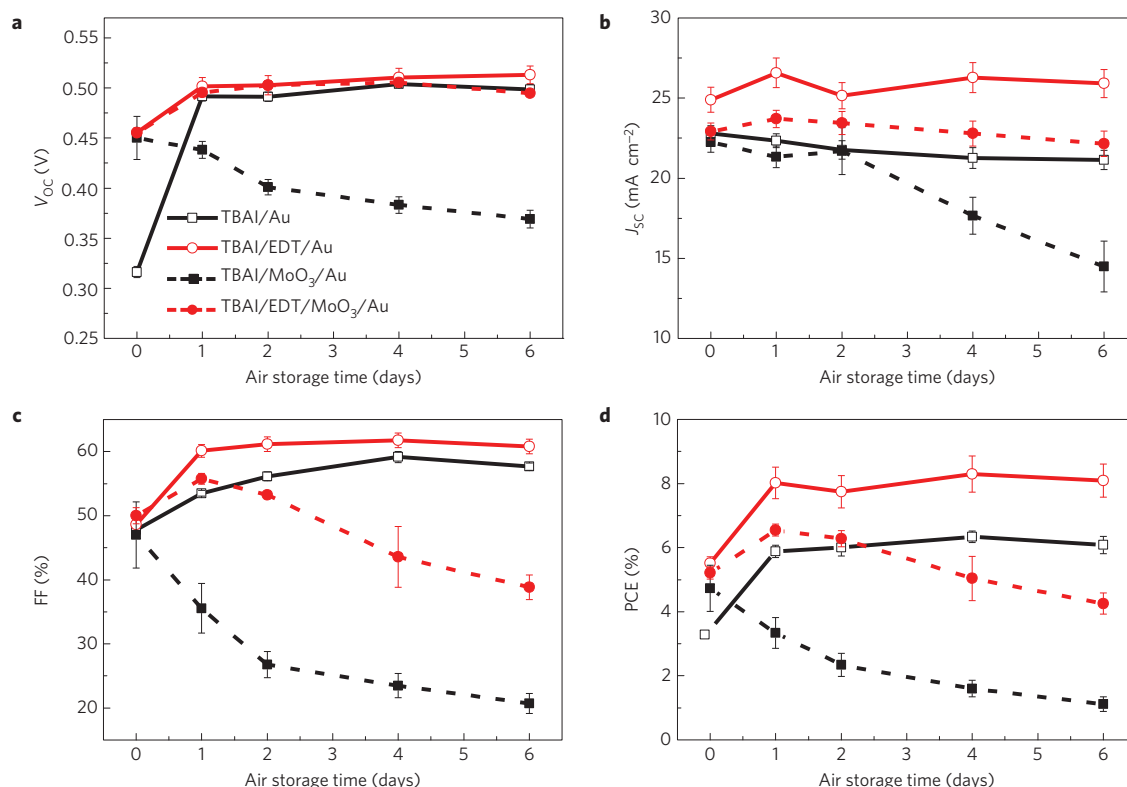 a
0.55
0.50
0.45
0.40
0.35
0.30
0.25
V_OC (V)
TBAI/Au
TBAI/EDT/Au
TBAI/MoO₃/Au
TBAI/EDT/MoO₃/Au
0 1 2 3 4 5 6
Air storage time (days)
b
30
25
20
15
10
J_SC (mA cm⁻²)
0 1 2 3 4 5 6
Air storage time (days)
c
60
50
40
30
20
FF (%)
0 1 2 3 4 5 6
Air storage time (days)
d
10
8
6
4
2
0
PCE (%)
0 1 2 3 4 5 6
Air storage time (days)